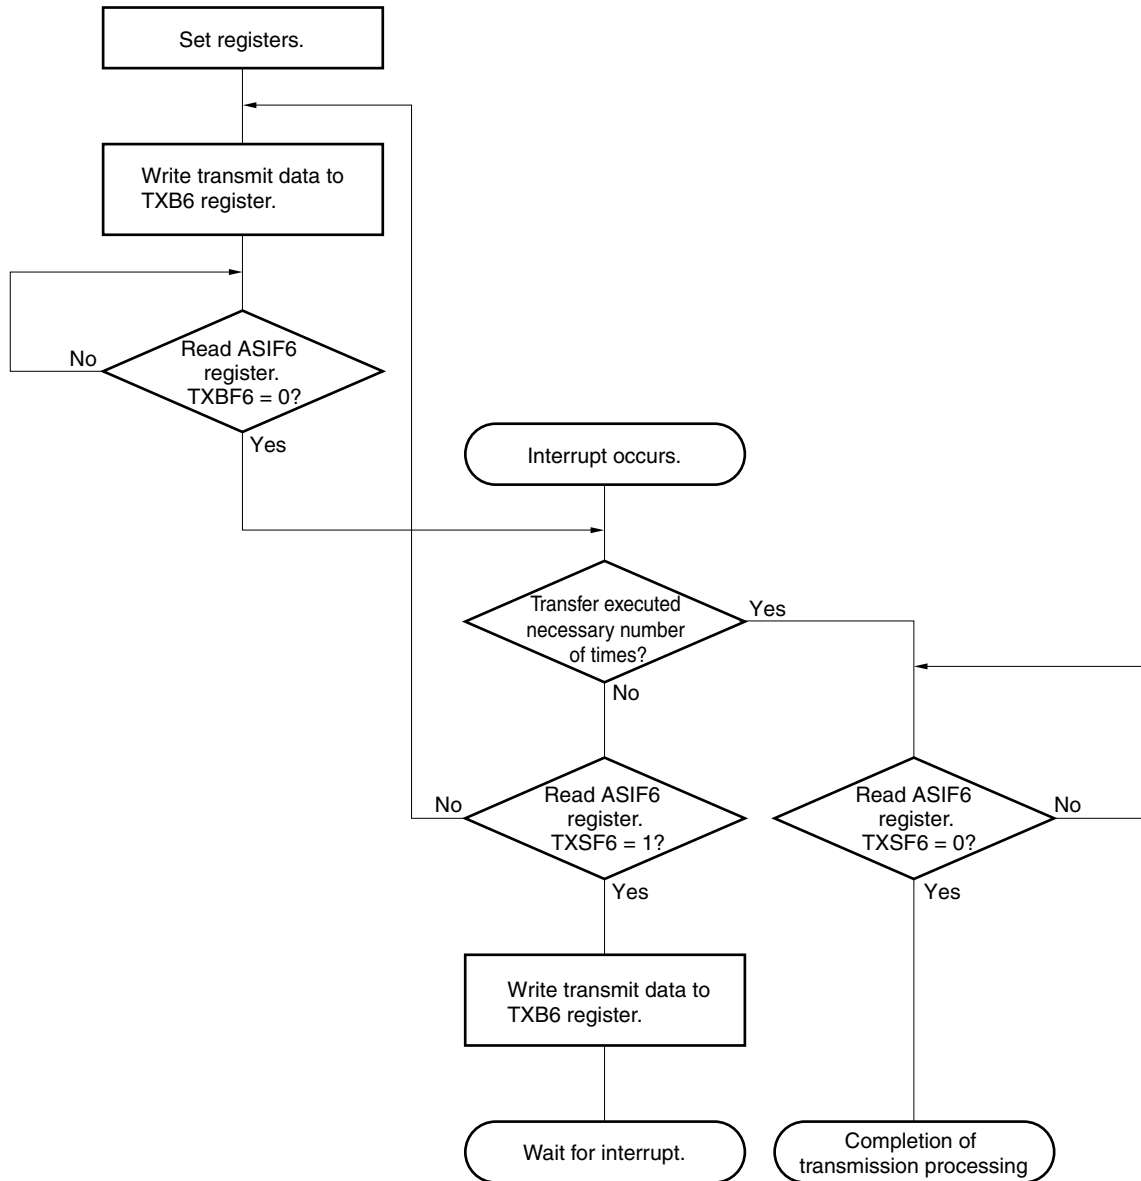 Set registers.
Write transmit data to
TXB6 register.
Read ASIF6
register.
TXBF6 = 0?
No
Yes
Interrupt occurs.
Transfer executed
necessary number
of times?
Yes
No
Read ASIF6
register.
TXSF6 = 1?
No
Yes
Read ASIF6
register.
TXSF6 = 0?
No
Yes
Write transmit data to
TXB6 register.
Wait for interrupt.
Completion of
transmission processing